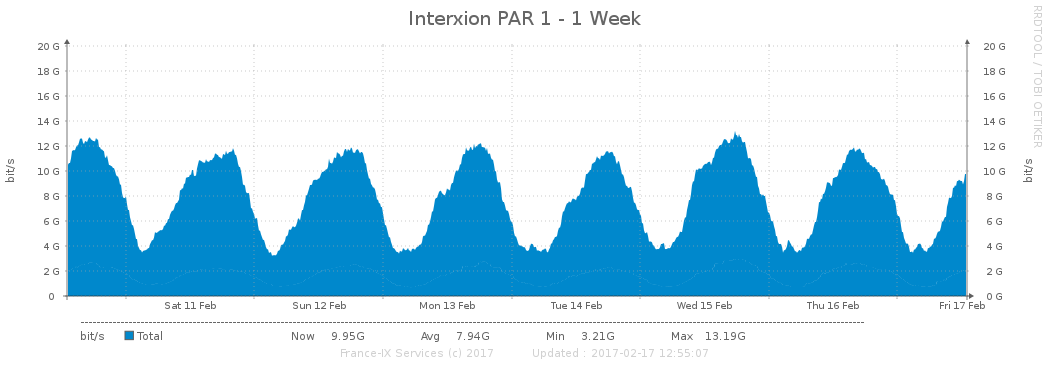 Interxion PAR 1 - 1 Week
RRDTOOL / TOBI OETIKER
20 G 20 G
18 G 18 G
16 G 16 G
14 G 14 G
12 G 12 G
10 G 10 G
8 G 8 G
6 G 6 G
4 G 4 G
2 G 2 G
0 0 G
bit/s bit/s
Sat 11 Feb Sun 12 Feb Mon 13 Feb Tue 14 Feb Wed 15 Feb Thu 16 Feb Fri 17 Feb
bit/s Total Now 9.95G Avg 7.94G Min 3.21G Max 13.19G
France-IX Services (c) 2017 Updated : 2017-02-17 12:55:07